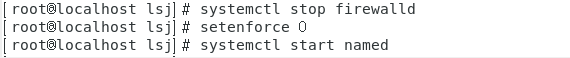 [root@localhost lsj]# systemctl stop firewalld
[root@localhost lsj]# setenforce 0
[root@localhost lsj]# systemctl start named